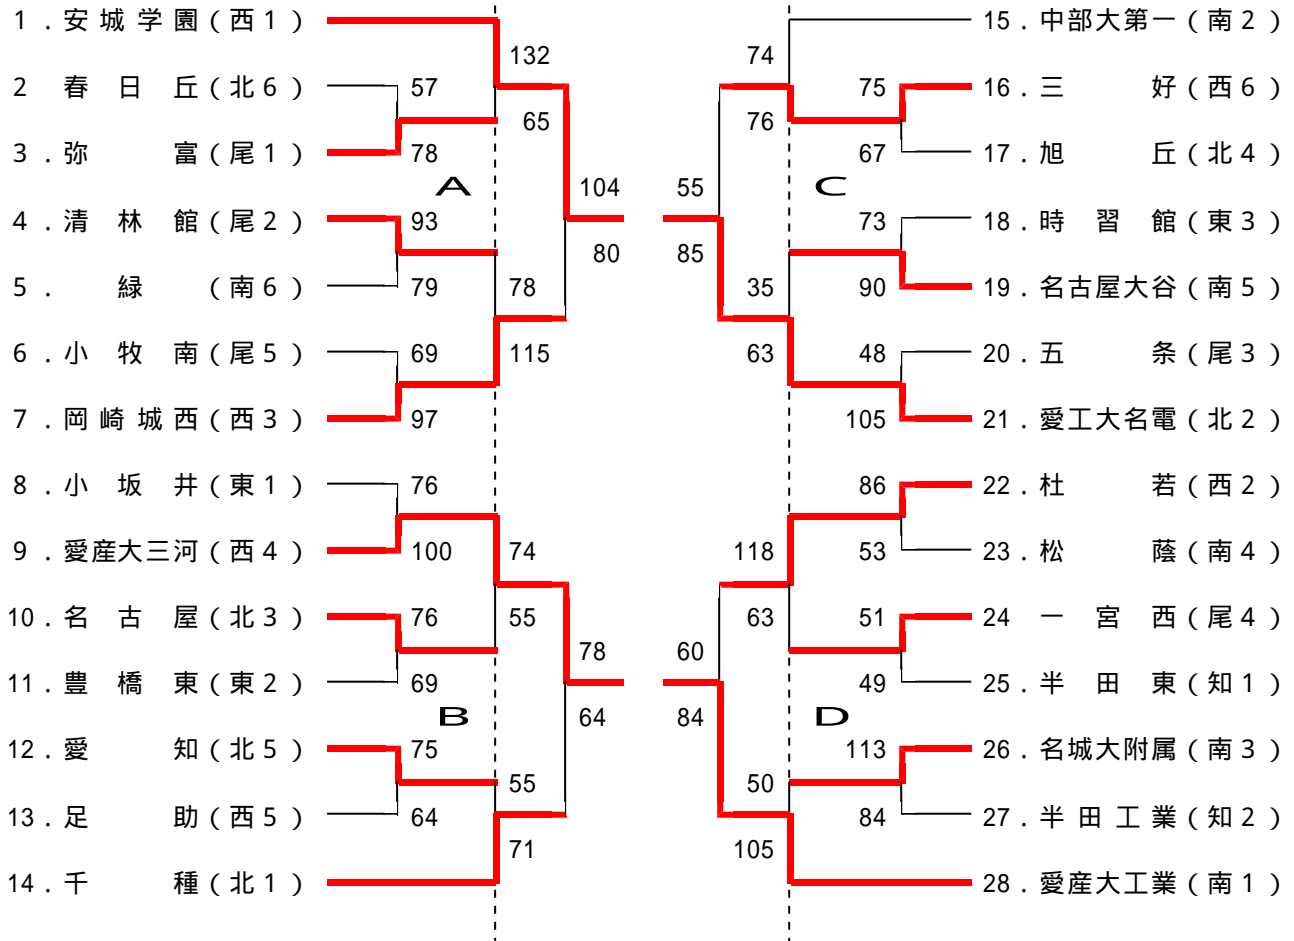 1．安城学園(西1)
15．中部大第一(南2)
132
74
2 春日丘(北6)
57
75
16．三好(西6)
65
76
3．弥富(尾1)
78
67
17．旭丘(北4)
A
104
55
C
4．清林館(尾2)
93
73
18．時習館(東3)
80
85
5．緑(南6)
79
78
35
90
19．名古屋大谷(南5)
6．小牧南(尾5)
69
115
63
48
20．五条(尾3)
7．岡崎城西(西3)
97
105
21．愛工大名電(北2)
8．小坂井(東1)
76
86
22．杜若(西2)
9．愛産大三河(西4)
100
74
118
53
23．松蔭(南4)
10．名古屋(北3)
76
55
63
51
24 一宮西(尾4)
78
60
11．豊橋東(東2)
69
49
25．半田東(知1)
B
64
84
D
12．愛知(北5)
75
113
26．名城大附属(南3)
55
50
13．足助(西5)
64
84
27．半田工業(知2)
71
105
14．千種(北1)
28．愛産大工業(南1)